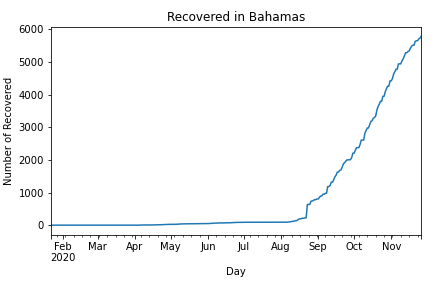 Recovered in Bahamas
Number of Recovered
6000
5000
4000
3000
2000
1000
0
Feb Mar Apr May Jun Jul Aug Sep Oct Nov
2020
Day